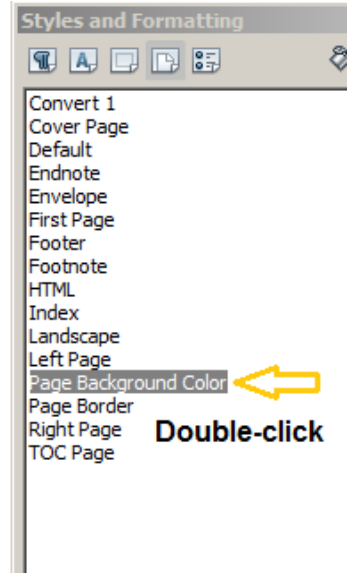 Styles and Formatting
Convert 1
Cover Page
Default
Endnote
Envelope
First Page
Footer
Footnote
HTML
Index
Landscape
Left Page
Page Background Color
Page Border
Right Page
Double-click
TOC Page